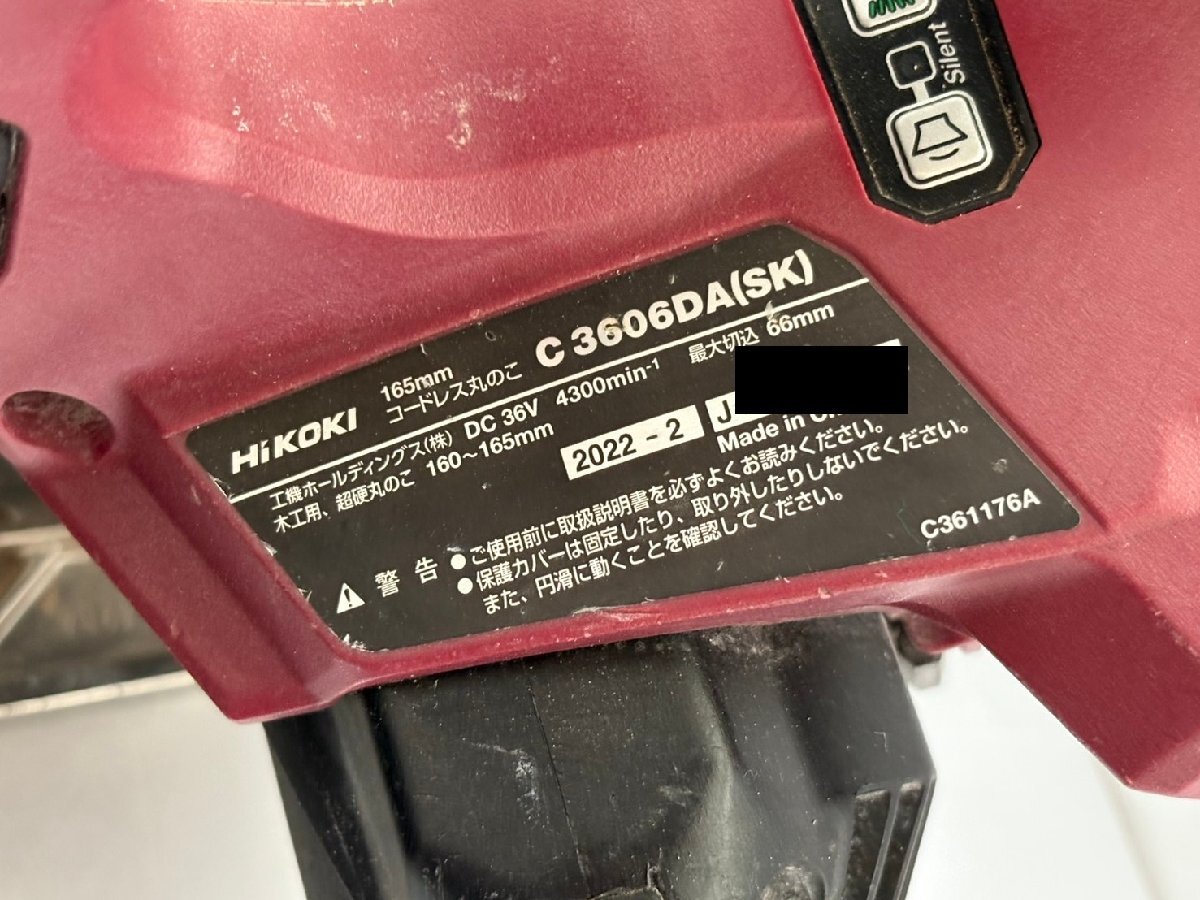 Silent
HiKOKI
165mm
コードレス丸のこ
C 3606DA(SK)
工機ホールディングス(株) DC 36V 4300min⁻¹ 最大切込 66mm
木工用、超硬丸のこ 160～165mm
2022 - 2 J
Made in
警告 ●ご使用前に取扱説明書を必ずよくお読みください。
●保護カバーは固定したり、取り外したりしないでください。
また、円滑に動くことを確認してください。
C361176A